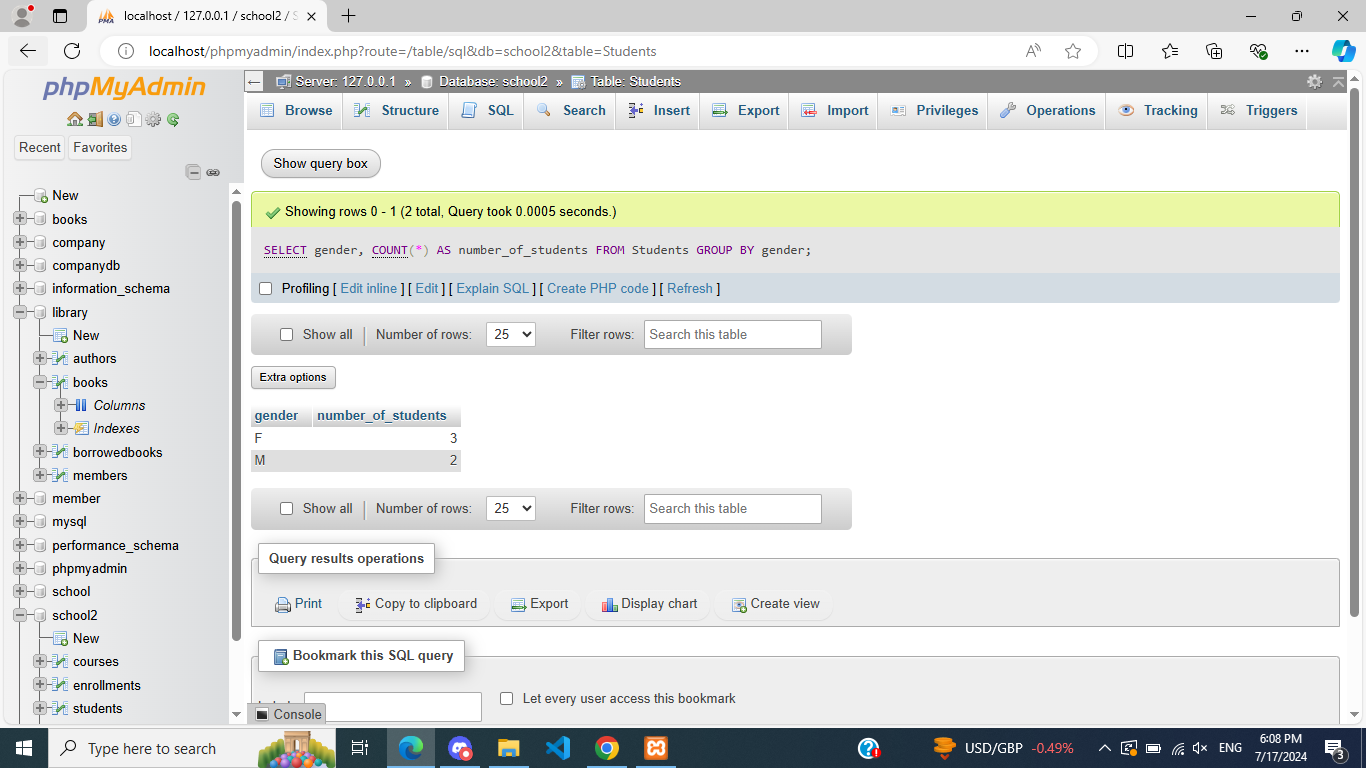 localhost / 127.0.0.1 / school2 / S
localhost/phpmyadmin/index.php?route=/table/sql&db=school2&table=Students
phpMyAdmin
Recent
Favorites
New
books
company
companydb
information_schema
library
New
authors
books
Columns
Indexes
borrowedbooks
members
member
mysql
performance_schema
phpmyadmin
school
school2
New
courses
enrollments
students
Server: 127.0.0.1 » Database: school2 » Table: Students
Browse
Structure
SQL
Search
Insert
Export
Import
Privileges
Operations
Tracking
Triggers
Show query box
Showing rows 0 - 1 (2 total, Query took 0.0005 seconds.)
SELECT gender, COUNT(*) AS number_of_students FROM Students GROUP BY gender;
Profiling [ Edit inline ] [ Edit ] [ Explain SQL ] [ Create PHP code ] [ Refresh ]
Show all
Number of rows: 25
Filter rows: Search this table
Extra options
gender number_of_students
F 3
M 2
Show all
Number of rows: 25
Filter rows: Search this table
Query results operations
Print
Copy to clipboard
Export
Display chart
Create view
Bookmark this SQL query
Let every user access this bookmark
Console
Type here to search
USD/GBP -0.49%
ENG
6:08 PM
7/17/2024
3